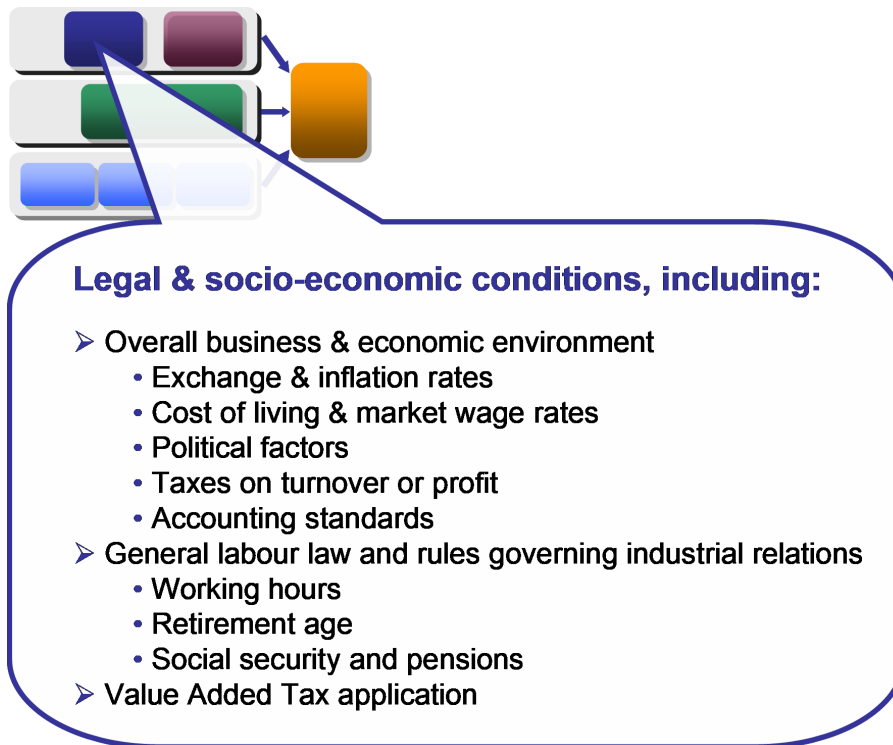 Legal & socio-economic conditions, including:
➢ Overall business & economic environment
• Exchange & inflation rates
• Cost of living & market wage rates
• Political factors
• Taxes on turnover or profit
• Accounting standards
➢ General labour law and rules governing industrial relations
• Working hours
• Retirement age
• Social security and pensions
➢ Value Added Tax application